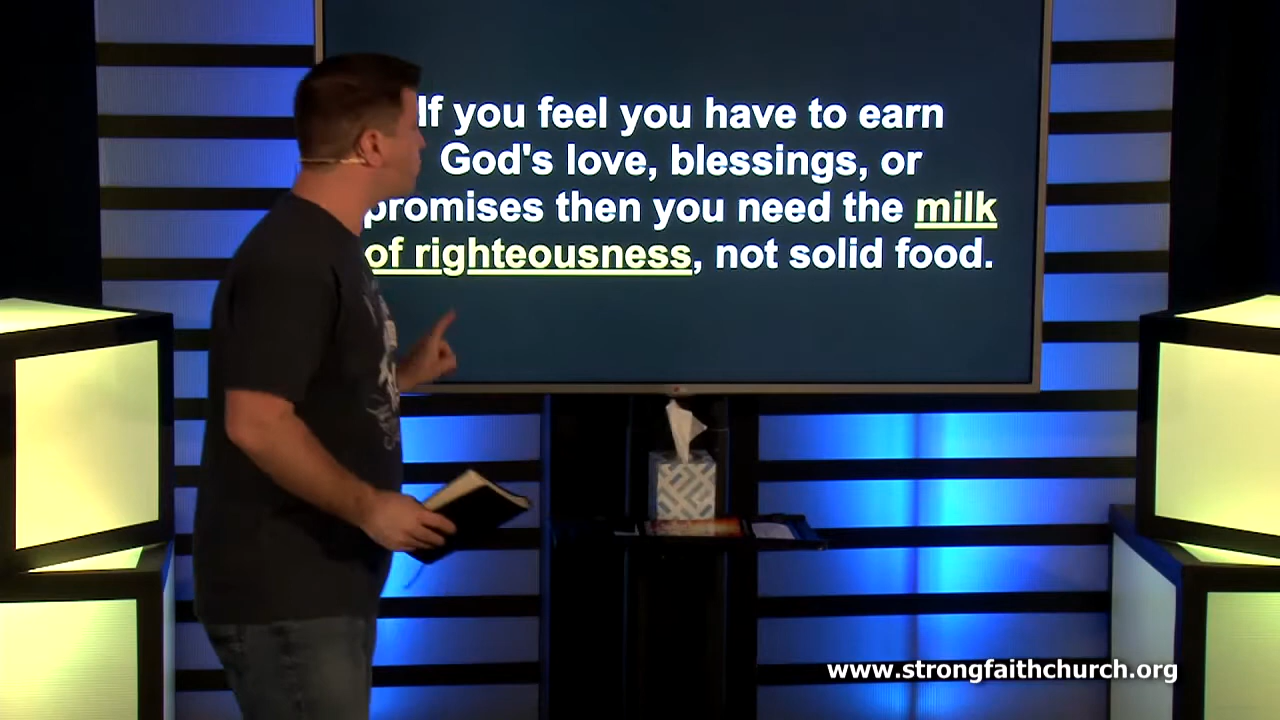 If you feel you have to earn
God's love, blessings, or
promises then you need the milk
of righteousness, not solid food.
www.strongfaithchurch.org